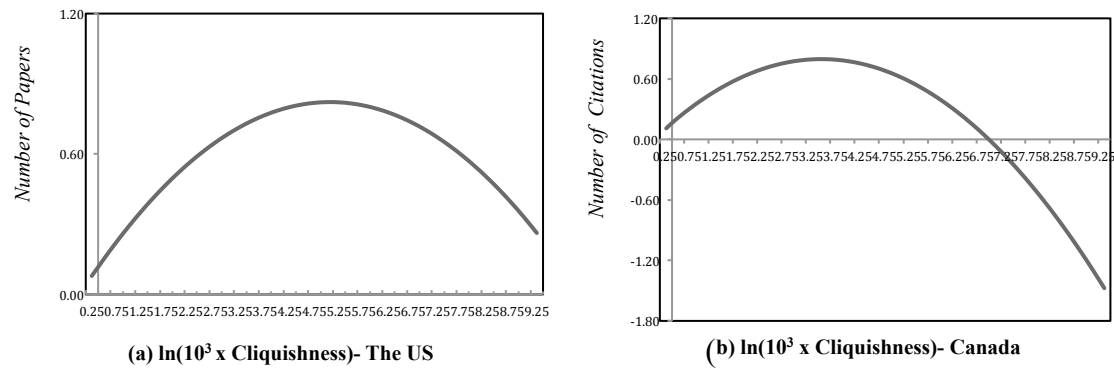 1.20
Number of Papers
0.60
0.00
0.250.751.251.752.252.753.253.754.254.755.255.756.256.757.257.758.258.759.25
(a) ln(10³ x Cliquishness)- The US
1.20
0.60
Number of Citations
0.00
0.250.751.251.752.252.753.253.754.254.755.255.756.256.757.257.758.258.759.25
-0.60
-1.20
-1.80
(b) ln(10³ x Cliquishness)- Canada